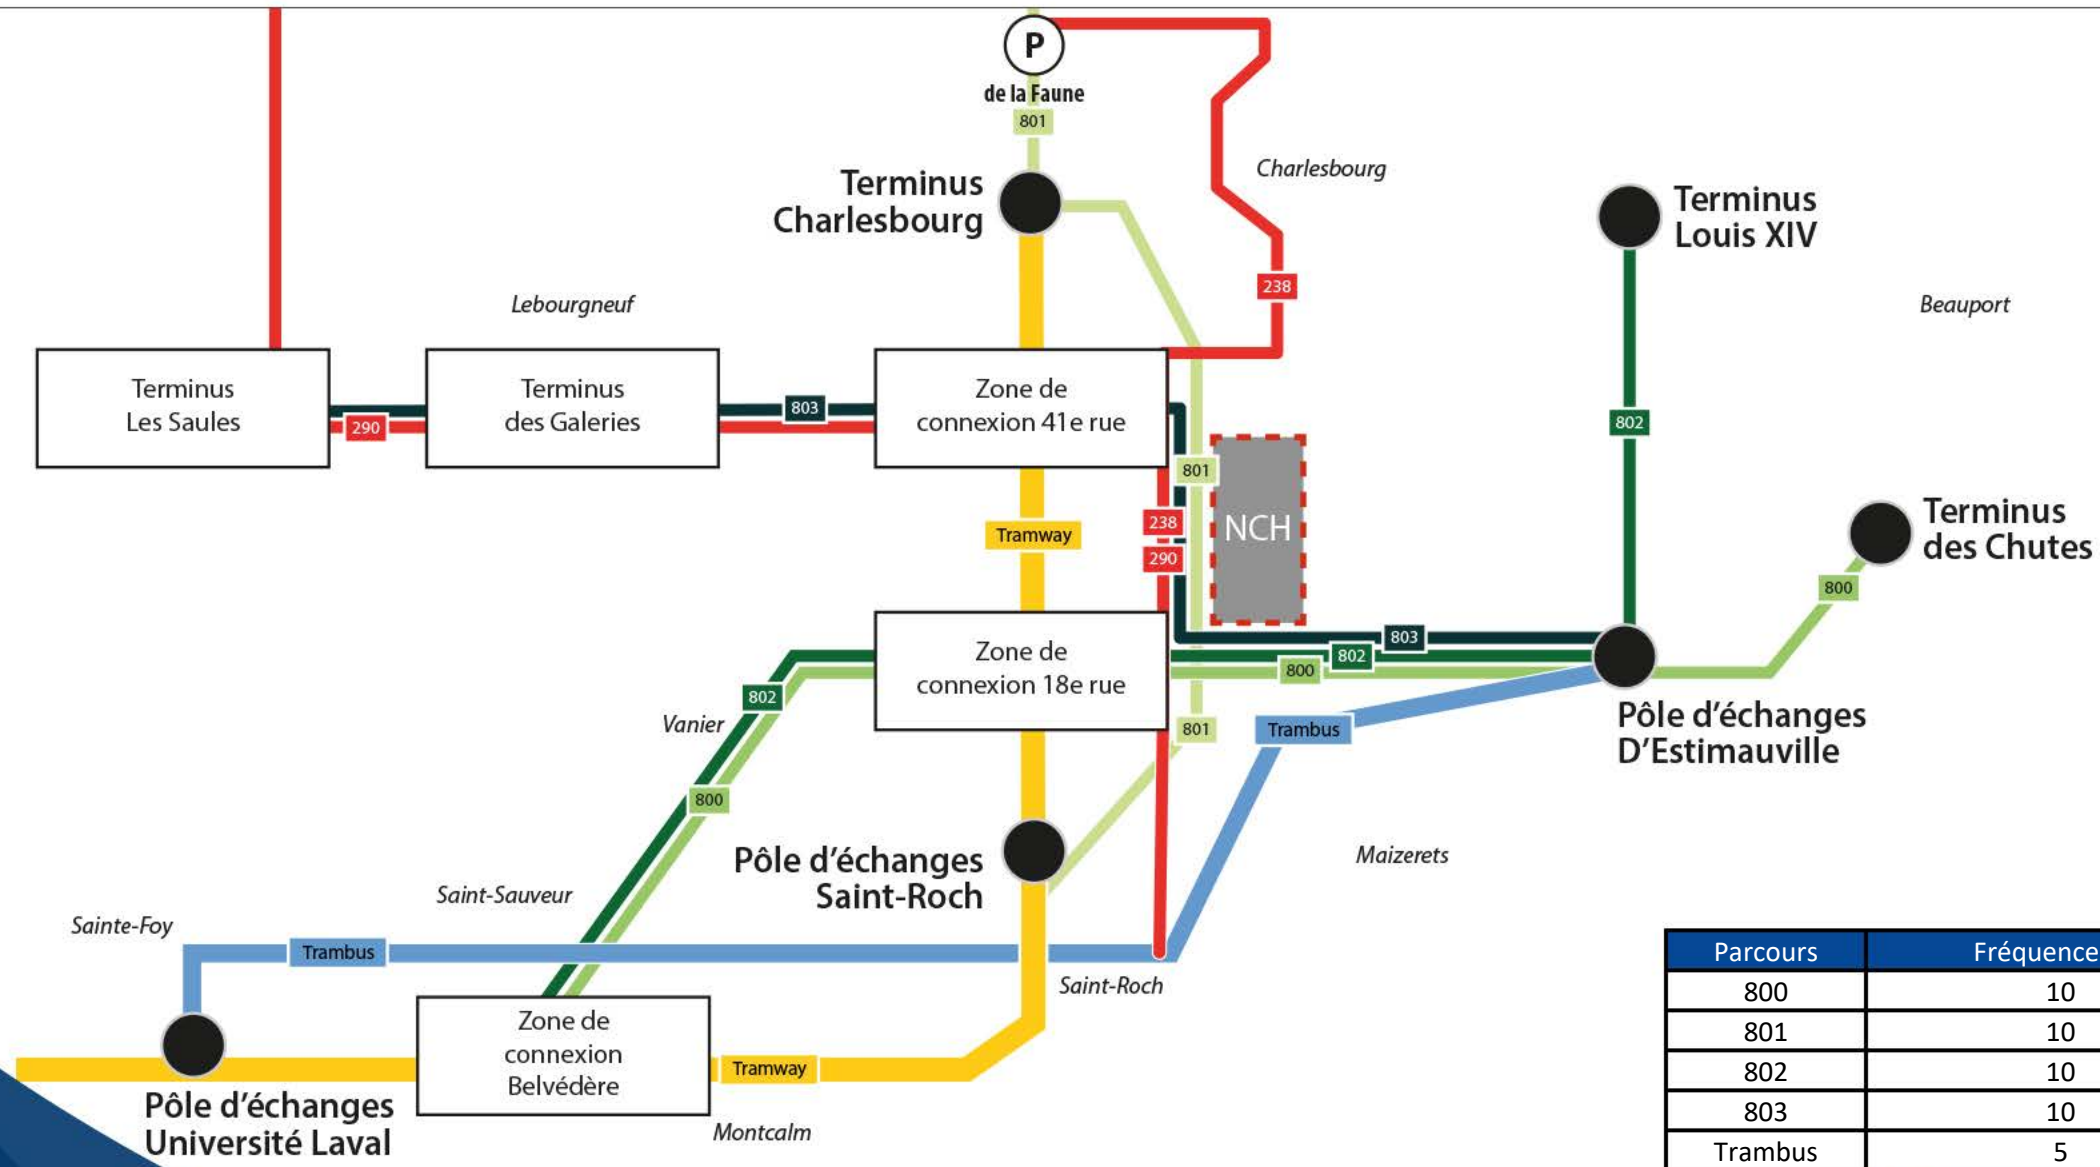 P
de la Faune
801
Terminus
Charlesbourg
Charlesbourg
Terminus
Louis XIV
238
Lebourgneuf
Beauport
Terminus
Les Saules
290
Terminus
des Galeries
803
Zone de
connexion 41e rue
802
801
238
290
NCH
Tramway
Terminus
des Chutes
800
Zone de
connexion 18e rue
803
802
800
802
Vanier
801
Trambus
Pôle d'échanges
D'Estimauville
800
Pôle d'échanges
Saint-Roch
Maizerets
Saint-Sauveur
Sainte-Foy
Trambus
Saint-Roch
Zone de
connexion
Belvédère
Tramway
Pôle d'échanges
Université Laval
Montcalm
Parcours Fréquence
800 10
801 10
802 10
803 10
Trambus 5